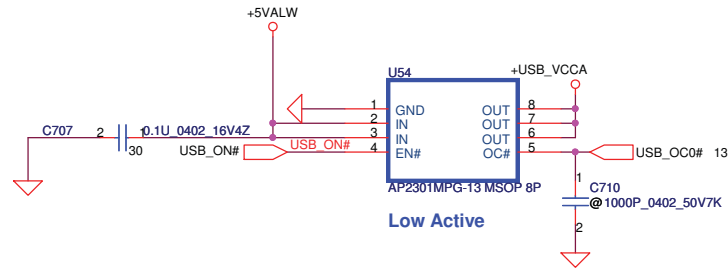 +5VALW
U54
+USB_VCCA
1 GND OUT 8
2 IN OUT 7
C707 2 1 0.1U_0402_16V4Z 3 IN OUT 6
30 USB_ON# USB_ON# 4 EN# OC# 5 USB_OC0# 13
AP2301MPG-13 MSOP 8P
1 C710
@ 1000P_0402_50V7K
Low Active
2